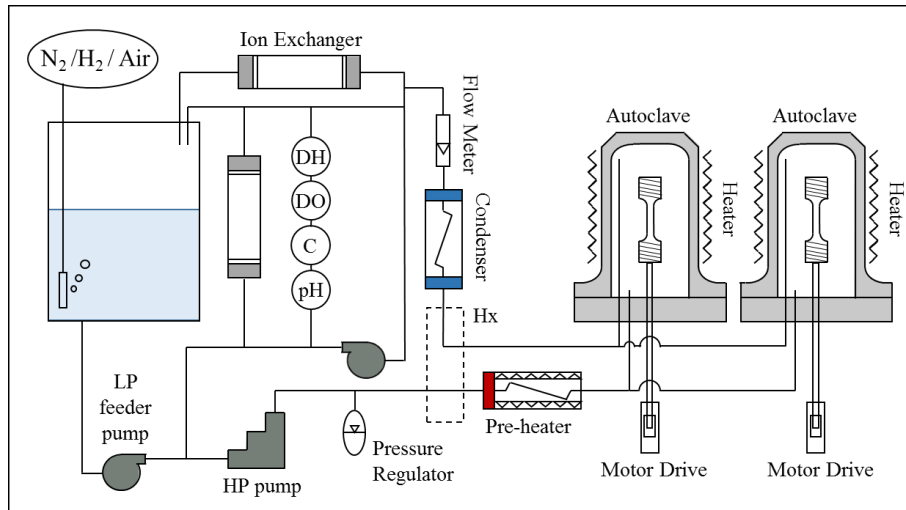 N₂/H₂/Air
Ion Exchanger
Flow Meter
Autoclave
Autoclave
DH
DO
C
pH
Condenser
Heater
Heater
Hx
LP
feeder
pump
Pre-heater
Pressure
Regulator
HP pump
Motor Drive
Motor Drive